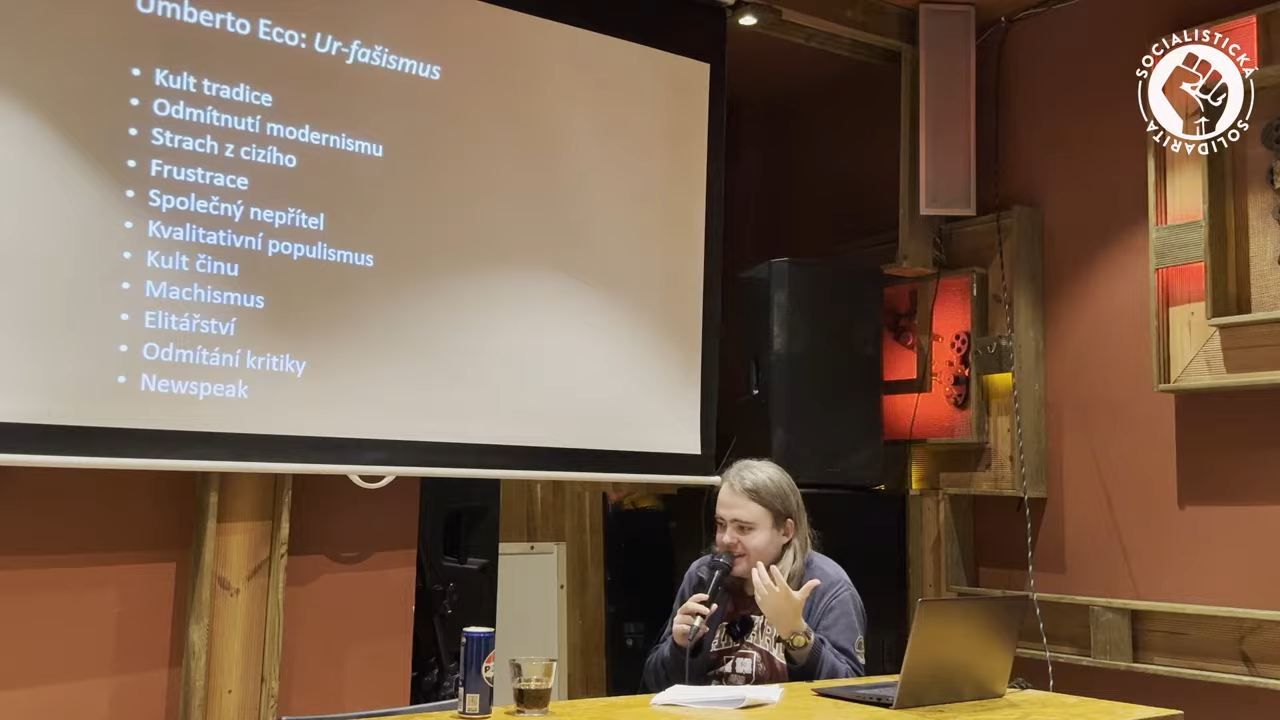 Umberto Eco: Ur-fašismus
• Kult tradice
• Odmítnutí modernismu
• Strach z cizího
• Frustrace
• Společný nepřítel
• Kvalitativní populismus
• Kult činu
• Machismus
• Elitářství
• Odmítání kritiky
• Newspeak
SOCIALISTICKÁ
SOLIDARITA